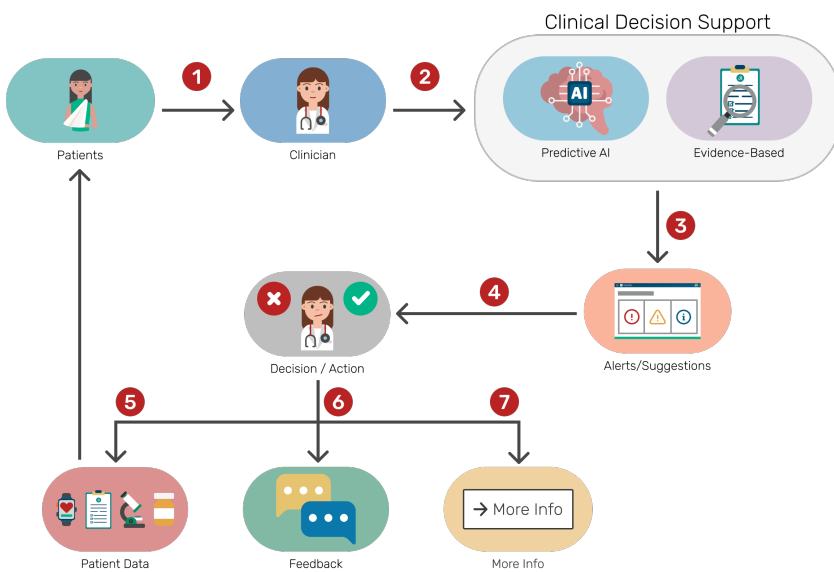 Clinical Decision Support
1
2
AI
Patients
Clinician
Predictive AI
Evidence-Based
3
4
Decision / Action
Alerts/Suggestions
5
6
7
→ More Info
Patient Data
Feedback
More Info